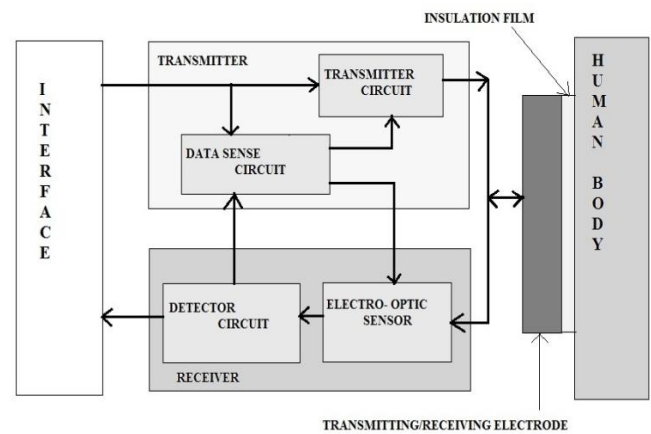 INSULATION FILM
INTERFACE
TRANSMITTER
TRANSMITTER
CIRCUIT
DATA SENSE
CIRCUIT
HUMAN BODY
DETECTOR
CIRCUIT
ELECTRO- OPTIC
SENSOR
RECEIVER
TRANSMITTING/RECEIVING ELECTRODE